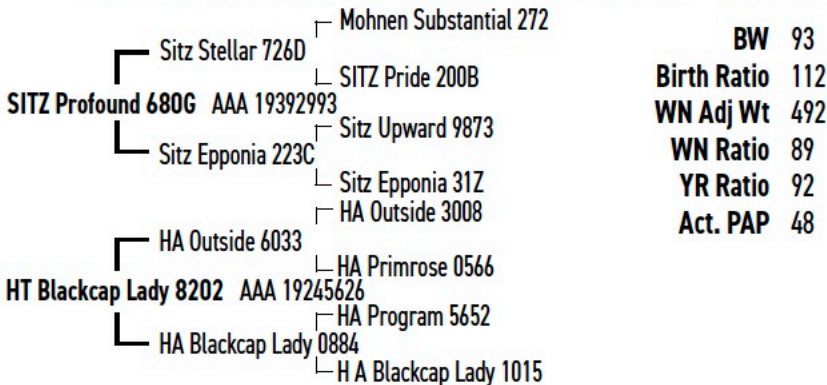 Mohnen Substantial 272
Sitz Stellar 726D
SITZ Pride 200B
SITZ Profound 680G AAA 19392993
Sitz Upward 9873
Sitz Epponia 223C
Sitz Epponia 31Z
HA Outside 3008
HA Outside 6033
HA Primrose 0566
HT Blackcap Lady 8202 AAA 19245626
HA Program 5652
HA Blackcap Lady 0884
H A Blackcap Lady 1015
BW 93
Birth Ratio 112
WN Adj Wt 492
WN Ratio 89
YR Ratio 92
Act. PAP 48